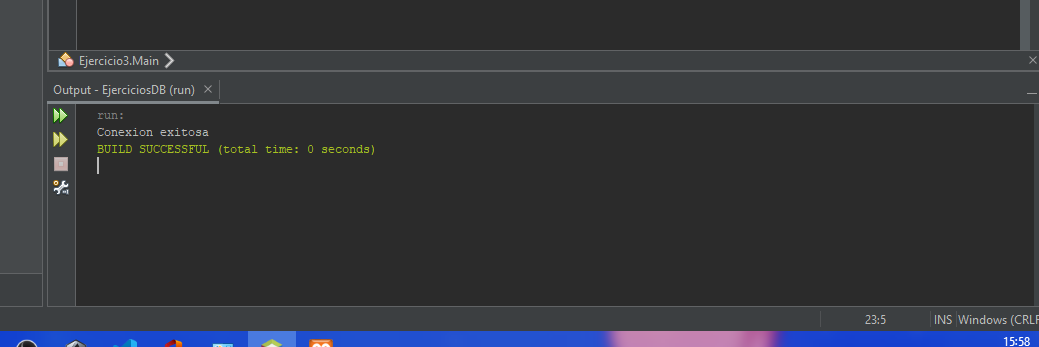 Ejercicio3.Main
Output - EjerciciosDB (run)
run:
Conexion exitosa
BUILD SUCCESSFUL (total time: 0 seconds)
23:5 INS Windows (CRLF
15:58